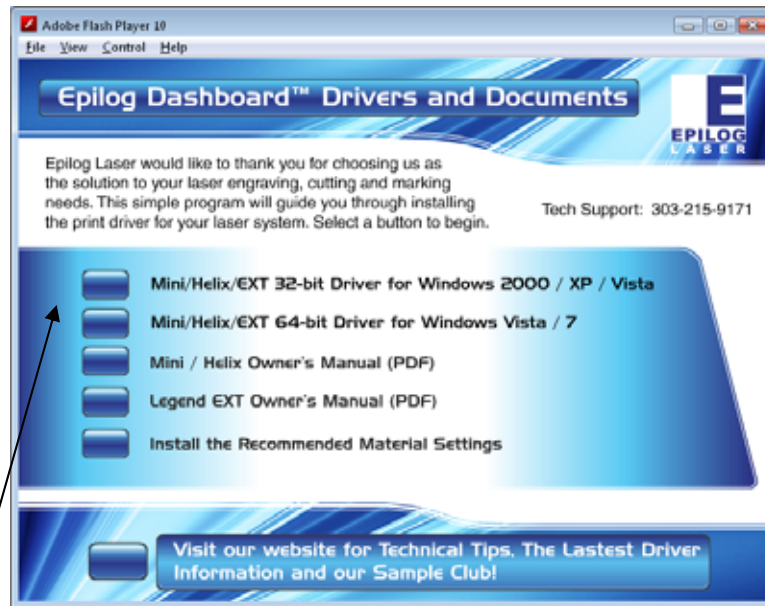 Adobe Flash Player 10
File View Control Help
Epilog Dashboard™ Drivers and Documents
EPILOG
LASER
Epilog Laser would like to thank you for choosing us as
the solution to your laser engraving, cutting and marking
needs. This simple program will guide you through installing
the print driver for your laser system. Select a button to begin.
Tech Support: 303-215-9171
Mini/Helix/EXT 32-bit Driver for Windows 2000 / XP / Vista
Mini/Helix/EXT 64-bit Driver for Windows Vista / 7
Mini / Helix Owner's Manual (PDF)
Legend EXT Owner's Manual (PDF)
Install the Recommended Material Settings
Visit our website for Technical Tips, The Lastest Driver
Information and our Sample Club!